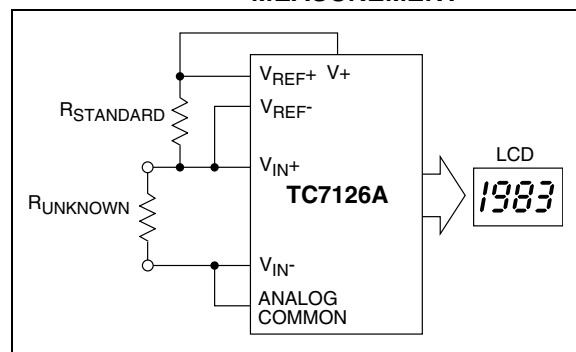 MEASUREMENT
V+
VREF+
VREF-
RSTANDARD
VIN+
RUNKNOWN
TC7126A
LCD
1983
VIN-
ANALOG
COMMON